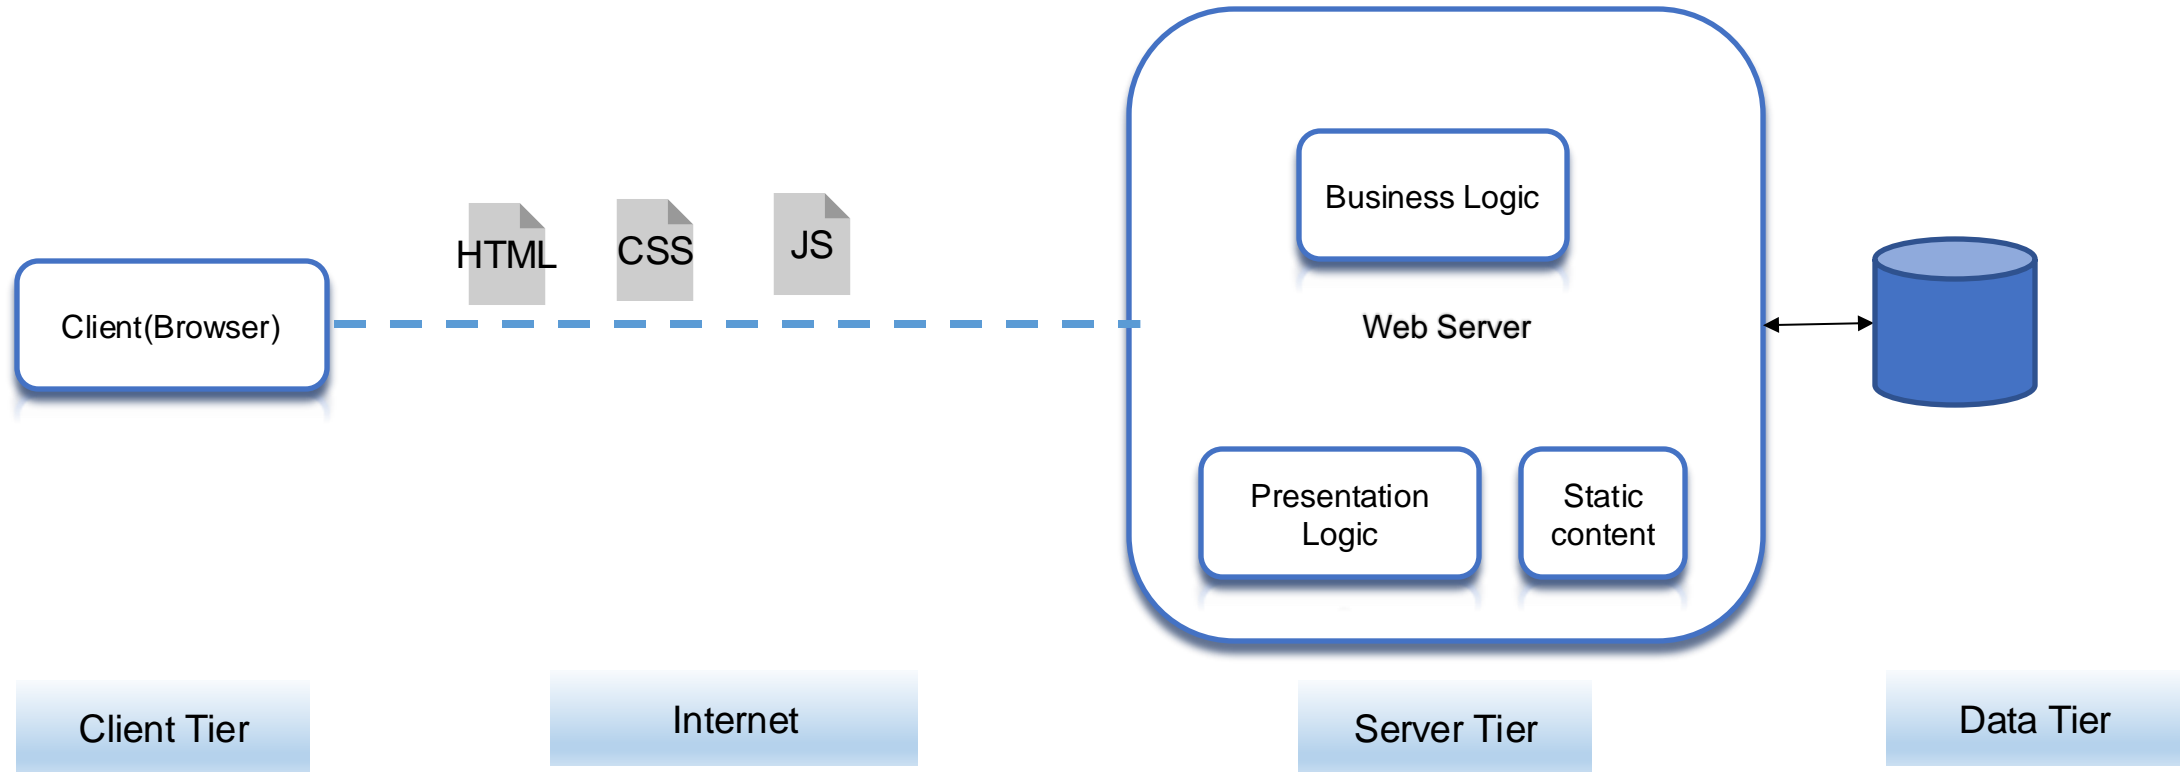 Business Logic
HTML
CSS
JS
Client(Browser)
Web Server
Presentation
Logic
Static
content
Client Tier
Internet
Server Tier
Data Tier